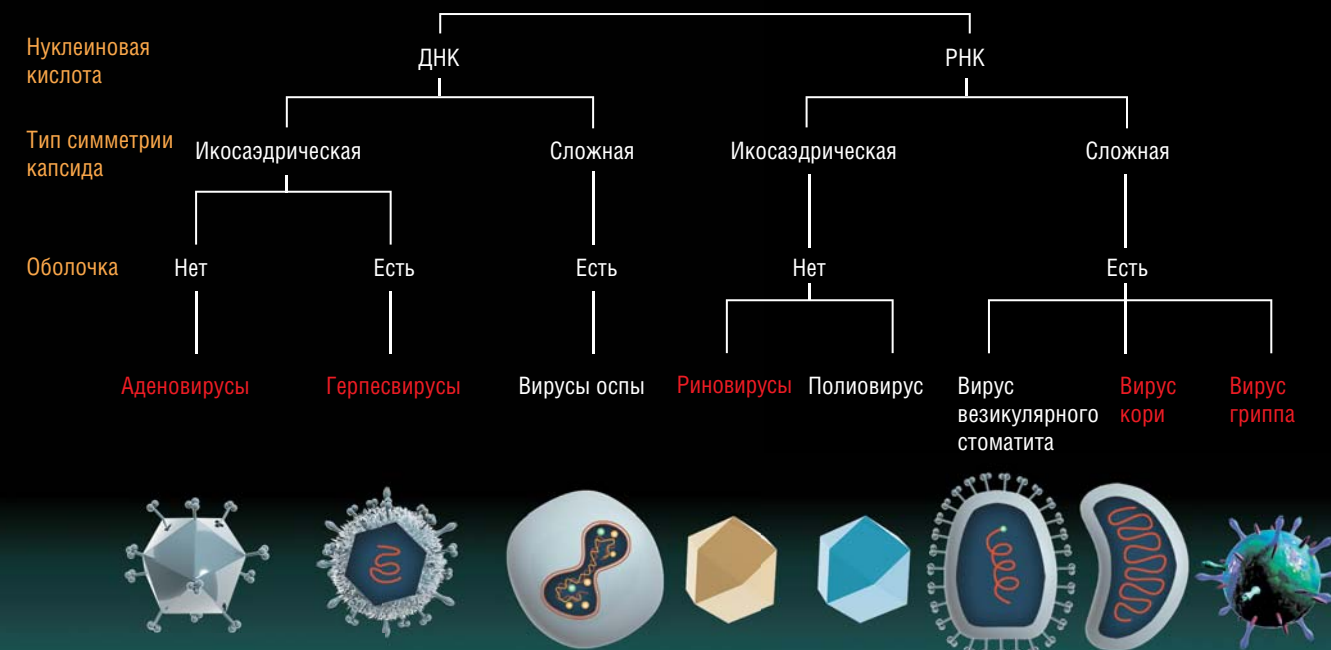 Нуклеиновая
кислота
ДНК
РНК
Тип симметрии
капсида
Икосаэдрическая
Сложная
Икосаэдрическая
Сложная
Оболочка
Нет
Есть
Есть
Нет
Есть
Аденовирусы
Герпесвирусы
Вирусы оспы
Риновирусы
Полиовирус
Вирус
везикулярного
стоматита
Вирус
кори
Вирус
гриппа